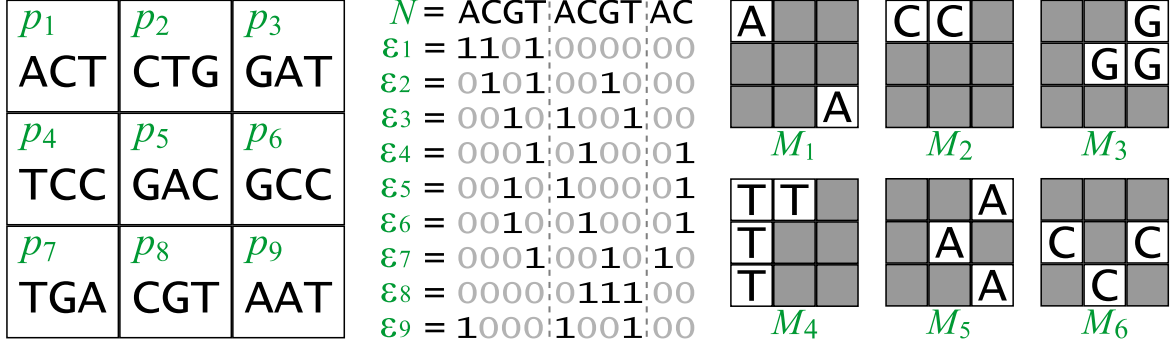 p1 p2 p3
ACT CTG GAT
p4 p5 p6
TCC GAC GCC
p7 p8 p9
TGA CGT AAT
N = ACGT ACGT AC
ε1 = 1101 0000 00
ε2 = 0101 0010 00
ε3 = 0010 1001 00
ε4 = 0001 0100 01
ε5 = 0010 1000 01
ε6 = 0010 0100 01
ε7 = 0001 0010 10
ε8 = 0000 0111 00
ε9 = 1000 1001 00
A
A
M1
C C
M2
G
G G
M3
T T
T
T
M4
A
A
A
M5
C C
C
M6